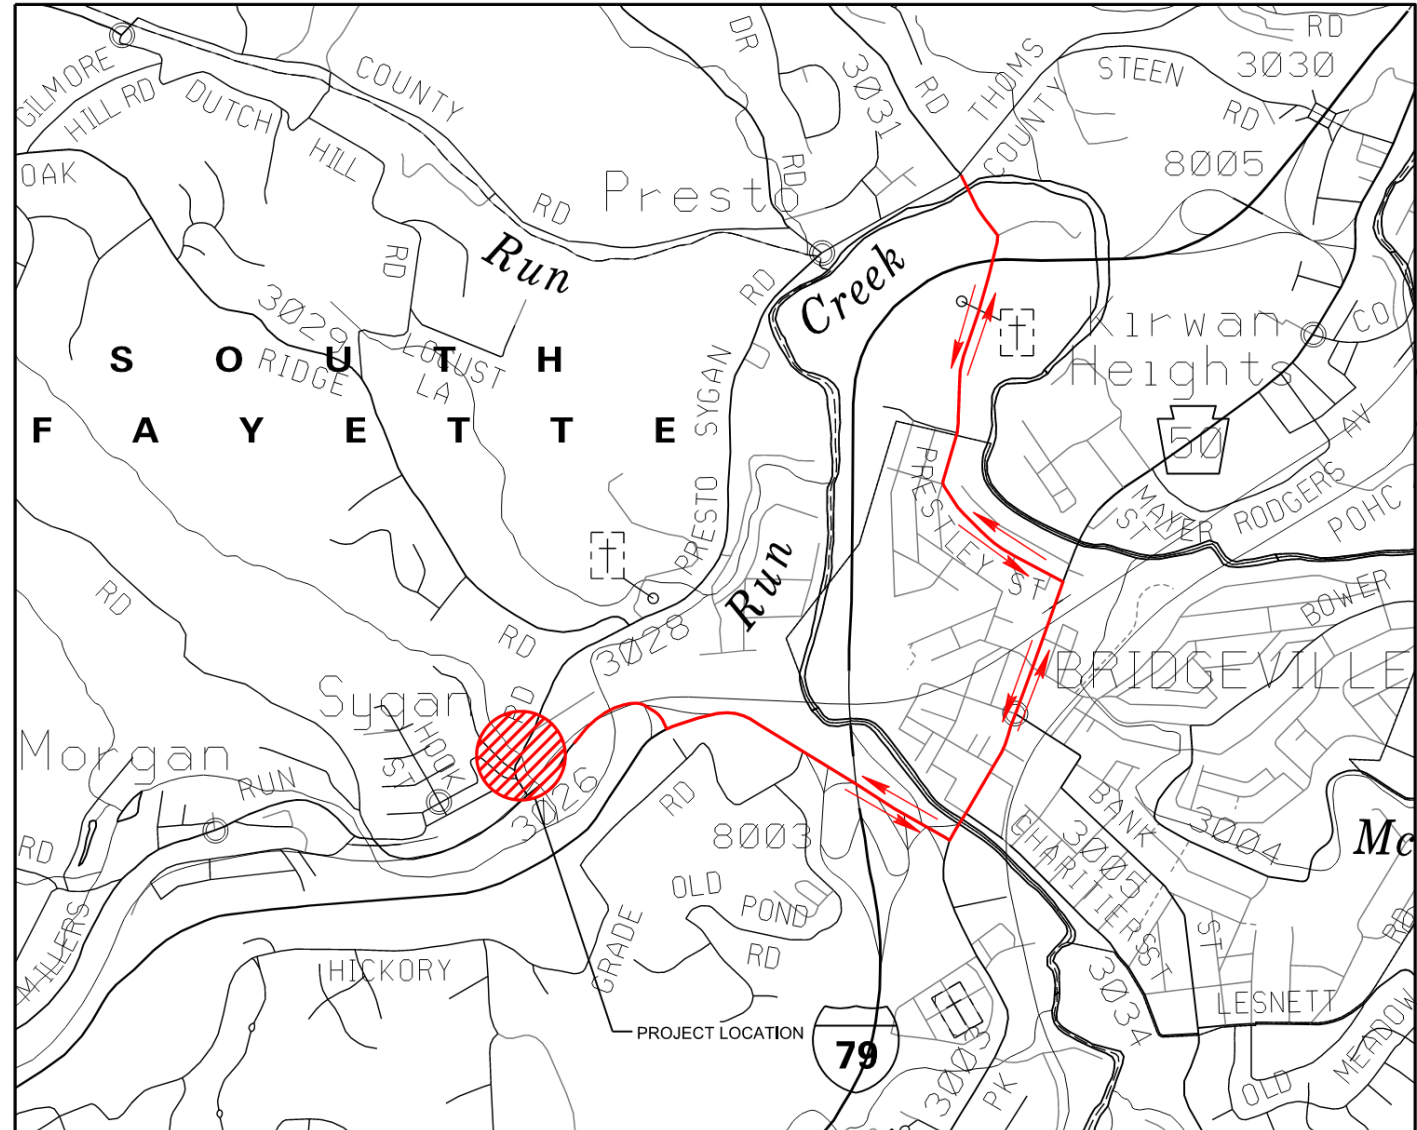 GILMORE
HILL RD
DUTCH
HILL
COUNTY
RD
OAK
RD
DR
RD
3031
RD
THOMS
COUNTY
STEEN
RD
RD
3030
8005
Presto
Run
Creek
3029
RIDGE
LOCUST
LA
SOUTH
FAYETTE
PRESTO SYGAN
RD
Kirwan
Heights
CO
50
MAYER
ST
RODGERS
AV
POHC
PRESTLEY ST
Run
BOWER
BRIDGEVILLE
RD
RD
3028
RD
Sygan
HOOK
ST
Morgan
RUN
RD
3026
RD
8003
OLD
POND
RD
GRADE
MILLERS
HICKORY
BANK
ST
3005
CHARTIERS
ST
3004
Mc
RD
3034
LESNETT
OLD
MEADOW
PK
PROJECT LOCATION
79